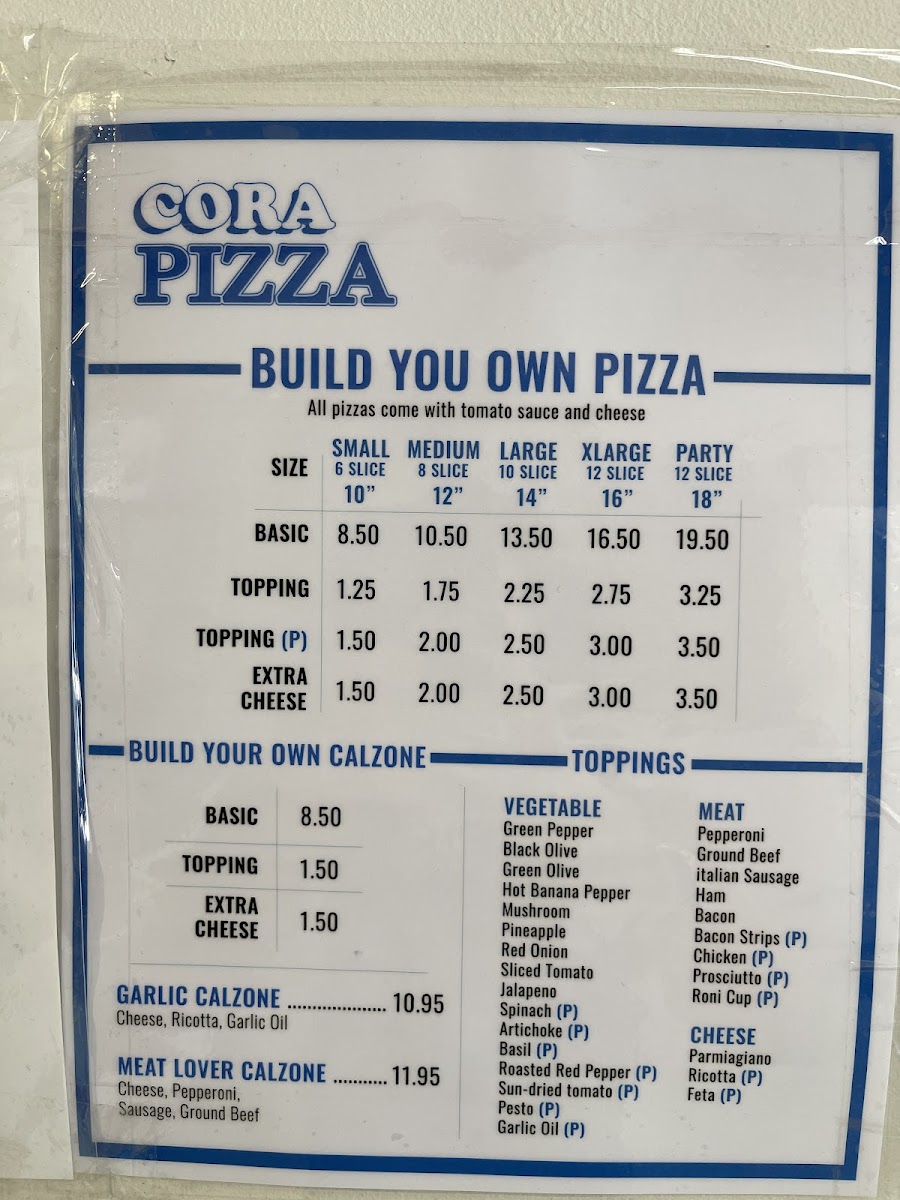 CORA
PIZZA
BUILD YOU OWN PIZZA
All pizzas come with tomato sauce and cheese
SIZE SMALL MEDIUM LARGE XLARGE PARTY
6 SLICE 8 SLICE 10 SLICE 12 SLICE 12 SLICE
10” 12” 14” 16” 18”
BASIC 8.50 10.50 13.50 16.50 19.50
TOPPING 1.25 1.75 2.25 2.75 3.25
TOPPING (P) 1.50 2.00 2.50 3.00 3.50
EXTRA
CHEESE 1.50 2.00 2.50 3.00 3.50
BUILD YOUR OWN CALZONE
BASIC 8.50
TOPPING 1.50
EXTRA
CHEESE 1.50
GARLIC CALZONE ................... 10.95
Cheese, Ricotta, Garlic Oil
MEAT LOVER CALZONE ........... 11.95
Cheese, Pepperoni,
Sausage, Ground Beef
TOPPINGS
VEGETABLE
Green Pepper
Black Olive
Green Olive
Hot Banana Pepper
Mushroom
Pineapple
Red Onion
Sliced Tomato
Jalapeno
Spinach (P)
Artichoke (P)
Basil (P)
Roasted Red Pepper (P)
Sun-dried tomato (P)
Pesto (P)
Garlic Oil (P)
MEAT
Pepperoni
Ground Beef
italian Sausage
Ham
Bacon
Bacon Strips (P)
Chicken (P)
Prosciutto (P)
Roni Cup (P)
CHEESE
Parmiagiano
Ricotta (P)
Feta (P)